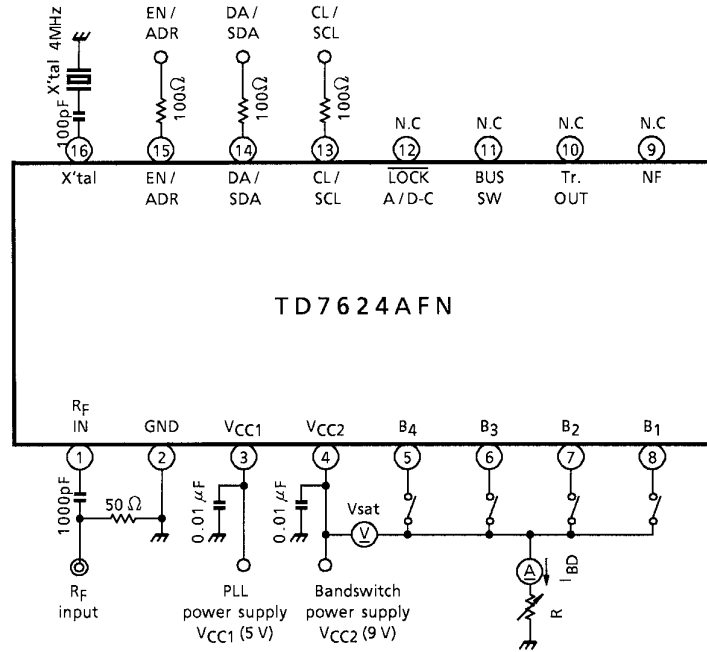 X'tal 4MHz
100pF
EN /
ADR
100Ω
DA /
SDA
100Ω
CL /
SCL
100Ω
N.C
N.C
N.C
N.C
16
15
14
13
12
11
10
9
X'tal
EN /
ADR
DA /
SDA
CL /
SCL
LOCK
A / D-C
BUS
SW
Tr.
OUT
NF
TD7624AFN
RF
IN
GND
VCC1
VCC2
B4
B3
B2
B1
1
2
3
4
5
6
7
8
1000pF
50 Ω
0.01 μF
0.01 μF
Vsat
V
A
IBD
R
RF
input
PLL
power supply
VCC1 (5 V)
Bandswitch
power supply
VCC2 (9 V)